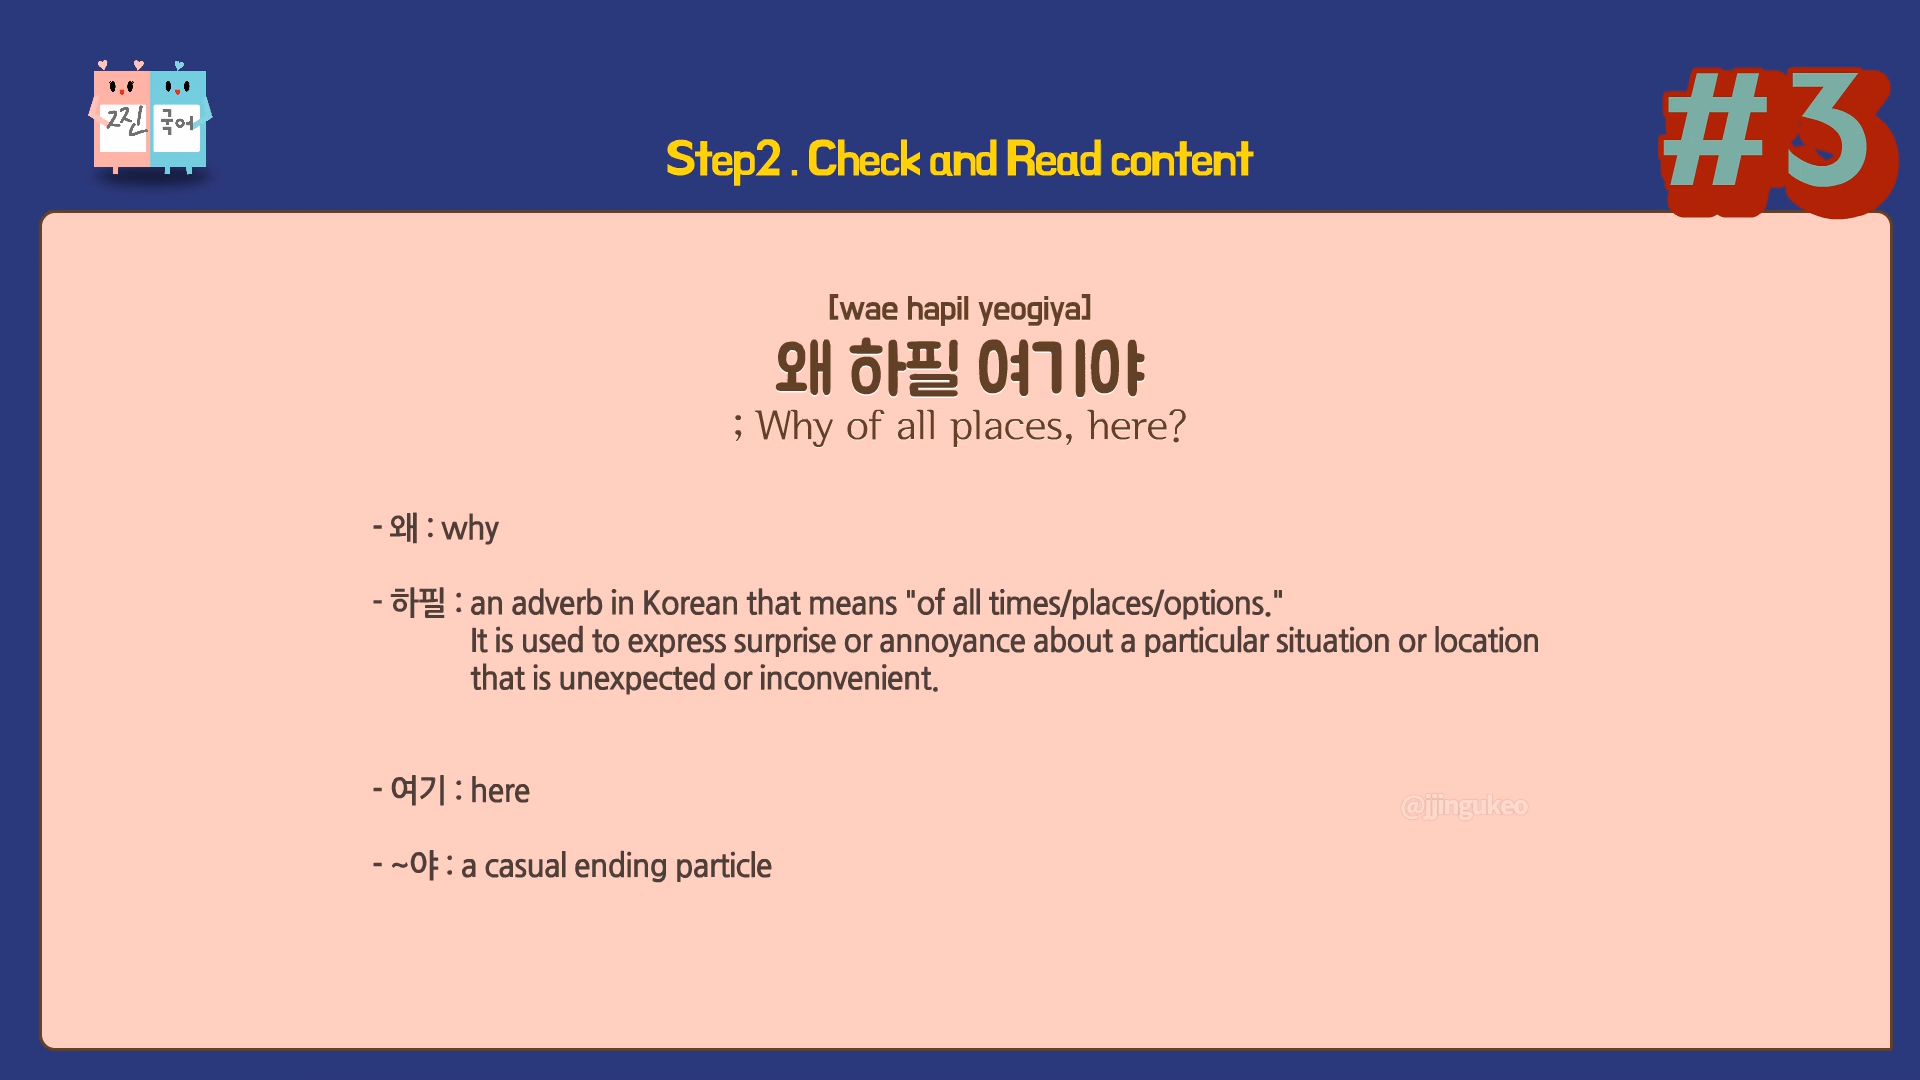 2진 국어
#3
Step2 . Check and Read content
[wae hapil yeogiya]
왜 하필 여기야
; Why of all places, here?
- 왜 : why
- 하필 : an adverb in Korean that means "of all times/places/options."
It is used to express surprise or annoyance about a particular situation or location
that is unexpected or inconvenient.
- 여기 : here
@jjingukeo
- ~야 : a casual ending particle